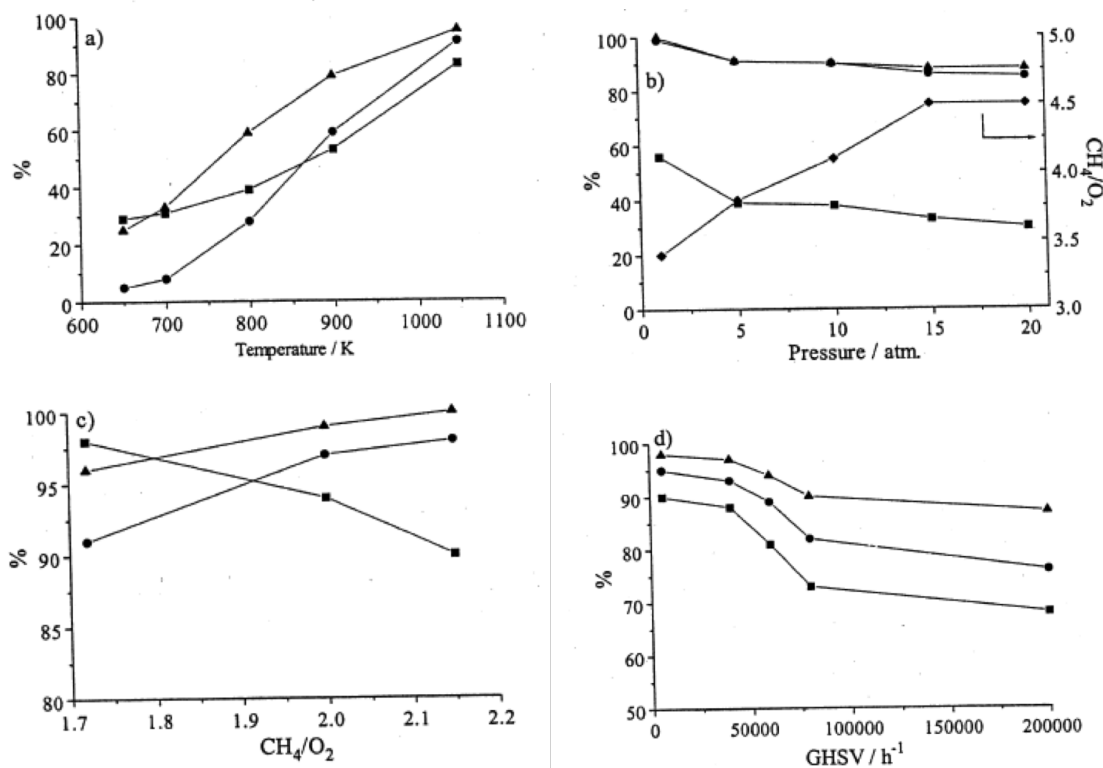 a)
100
80
60
40
20
0
%
600 700 800 900 1000 1100
Temperature / K
b)
100
80
60
40
20
0
%
5.0
4.5
4.0
3.5
3.0
CH₄/O₂
0 5 10 15 20
Pressure / atm.
c)
100
95
90
85
80
%
1.7 1.8 1.9 2.0 2.1 2.2
CH₄/O₂
d)
100
90
80
70
60
50
%
0 50000 100000 150000 200000
GHSV / h⁻¹